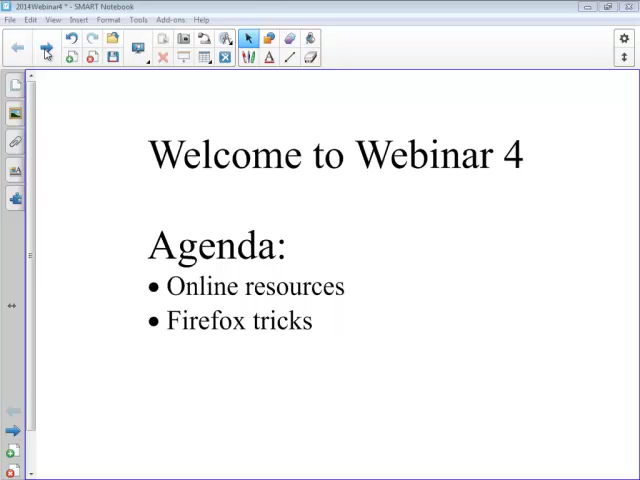 2014Webinar4 * - SMART Notebook
File Edit View Insert Format Tools Add-ons Help
Welcome to Webinar 4
Agenda:
• Online resources
• Firefox tricks